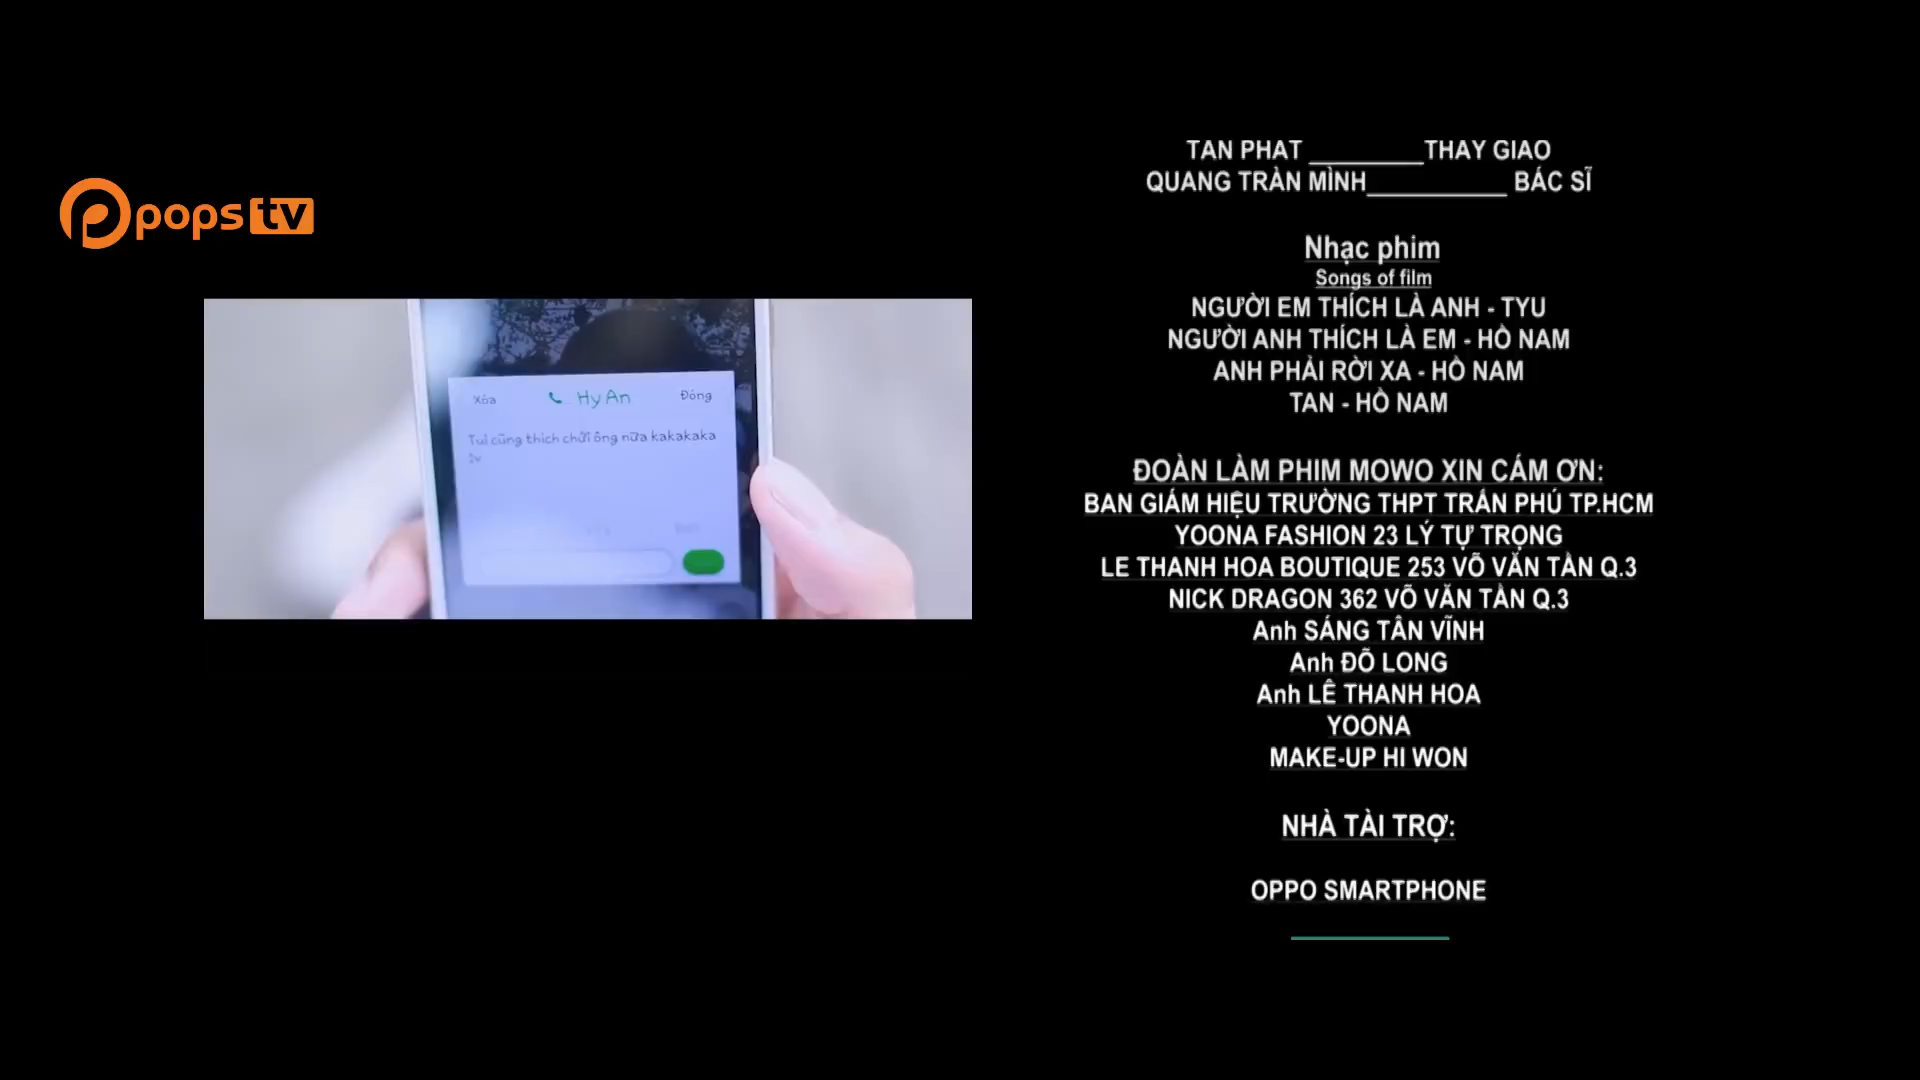 pops tv
Xóa Hy An Đóng
Tui cũng thích chửi ông nữa kakakaka
TAN PHAT ________THAY GIAO
QUANG TRÀN MÌNH__________ BÁC SĨ
Nhạc phim
Songs of film
NGƯỜI EM THÍCH LÀ ANH - TYU
NGƯỜI ANH THÍCH LÀ EM - HỒ NAM
ANH PHẢI RỜI XA - HỒ NAM
TAN - HỒ NAM
ĐOÀN LÀM PHIM MOWO XIN CÁM ƠN:
BAN GIÁM HIỆU TRƯỜNG THPT TRẦN PHÚ TP.HCM
YOONA FASHION 23 LÝ TỰ TRỌNG
LE THANH HOA BOUTIQUE 253 VÕ VĂN TẦN Q.3
NICK DRAGON 362 VÕ VĂN TẦN Q.3
Anh SÁNG TÂN VĨNH
Anh ĐỖ LONG
Anh LÊ THANH HOA
YOONA
MAKE-UP HI WON
NHÀ TÀI TRỢ:
OPPO SMARTPHONE